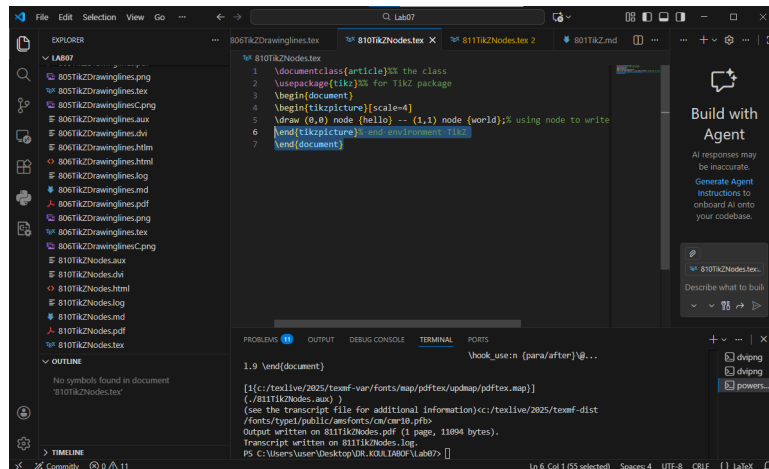 File Edit Selection View Go ... Lab07
EXPLORER
LAB07
805TikZDrawinglines.png
805TikZDrawinglines.tex
805TikZDrawinglinesC.png
806TikZDrawinglines.aux
806TikZDrawinglines.dvi
806TikZDrawinglines.htlm
806TikZDrawinglines.html
806TikZDrawinglines.log
806TikZDrawinglines.md
806TikZDrawinglines.pdf
806TikZDrawinglines.png
806TikZDrawinglines.tex
806TikZDrawinglinesC.png
810TikZNodes.aux
810TikZNodes.dvi
810TikZNodes.html
810TikZNodes.log
810TikZNodes.md
810TikZNodes.pdf
810TikZNodes.tex
OUTLINE
No symbols found in document
'810TikZNodes.tex'
TIMELINE
806TikZDrawinglines.tex 810TikZNodes.tex 811TikZNodes.tex 2 801TikZ.md
810TikZNodes.tex
1 \documentclass{article}%% the class
2 \usepackage{tikz}%% for TikZ package
3 \begin{document}
4 \begin{tikzpicture}[scale=4]
5 \draw (0,0) node {hello} -- (1,1) node {world};% using node to write
6 \end{tikzpicture}% end environment TikZ
7 \end{document}
PROBLEMS 11 OUTPUT DEBUG CONSOLE TERMINAL PORTS
\hook_use:n {para/after}\@...
l.9 \end{document}
[1{c:/texlive/2025/texmf-var/fonts/map/pdftex/updmap/pdftex.map}]
(./811TikZNodes.aux) )
(see the transcript file for additional information)<c:/texlive/2025/texmf-dist
/fonts/type1/public/amsfonts/cm/cmr10.pfb>
Output written on 811TikZNodes.pdf (1 page, 11094 bytes).
Transcript written on 811TikZNodes.log.
PS C:\Users\user\Desktop\DR.KOULIABOF\Lab07>
dvipng
dvipng
powers...
Build with
Agent
AI responses may
be inaccurate.
Generate Agent
Instructions to
onboard AI onto
your codebase.
810TikZNodes.tex:
Describe what to buil
Commitly 0 11 Ln 6, Col 1 (55 selected) Spaces: 4 UTF-8 CRLF {} LaTeX